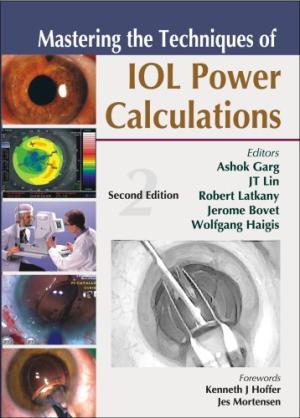 Mastering the Techniques of
IOL Power
Calculations
Editors
Ashok Garg
JT Lin
Robert Latkany
Jerome Bovet
Wolfgang Haigis
2
Second Edition
Forewords
Kenneth J Hoffer
Jes Mortensen